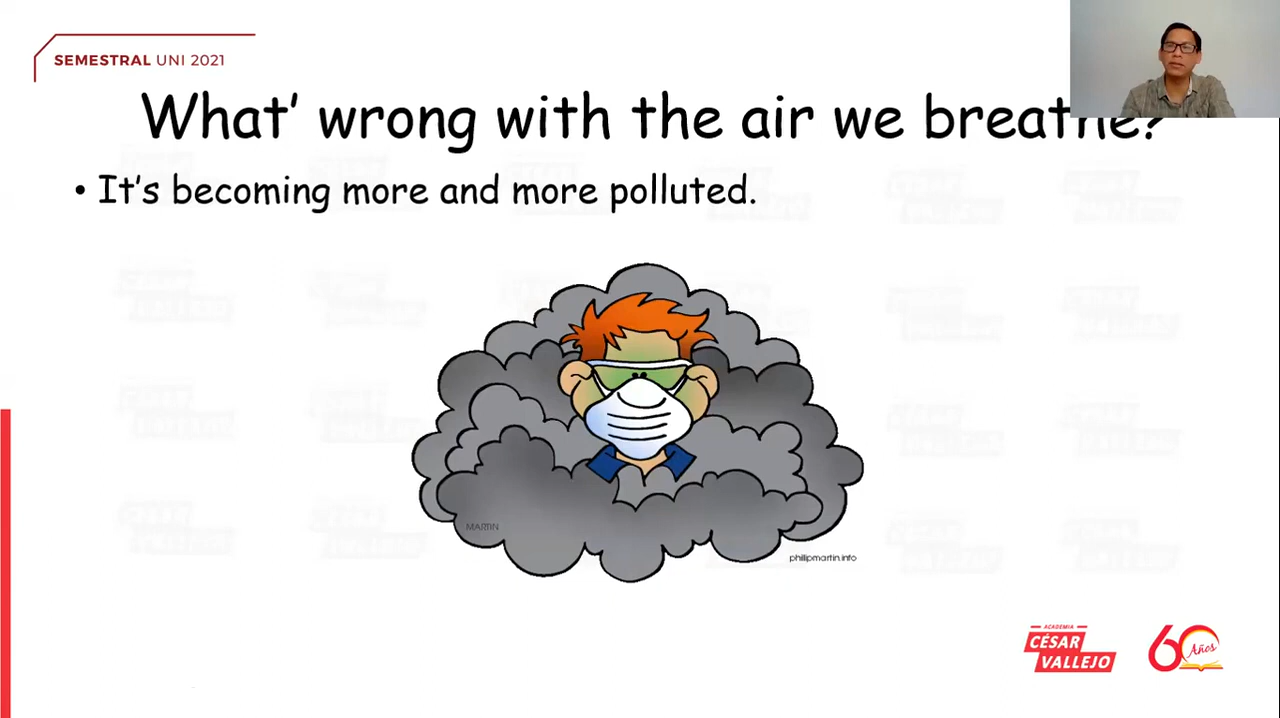 SEMESTRAL UNI 2021
What' wrong with the air we breathe?
• It's becoming more and more polluted.
MARTIN
phillipmartin.info
ACADEMIA
CÉSAR
VALLEJO
60
Años